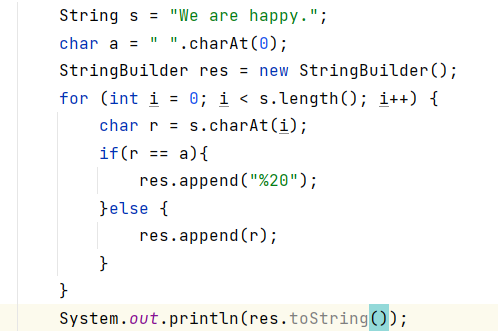 String s = "We are happy.";
char a = " ".charAt(0);
StringBuilder res = new StringBuilder();
for (int i = 0; i < s.length(); i++) {
    char r = s.charAt(i);
    if(r == a){
        res.append("%20");
    }else {
        res.append(r);
    }
}
System.out.println(res.toString());